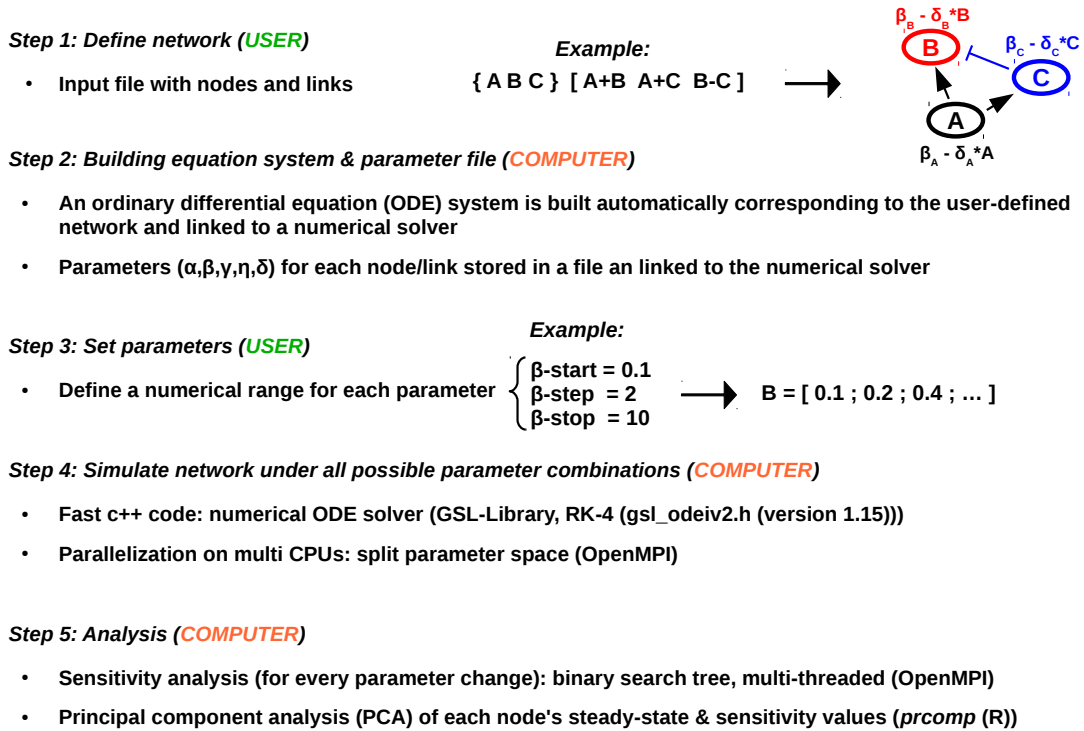 Step 1: Define network (USER)
• Input file with nodes and links
Example:
{ A B C }  [ A+B  A+C  B-C ]
β_B - δ_B*B
B
β_C - δ_C*C
C
A
β_A - δ_A*A
Step 2: Building equation system & parameter file (COMPUTER)
• An ordinary differential equation (ODE) system is built automatically corresponding to the user-defined
network and linked to a numerical solver
• Parameters (α,β,γ,η,δ) for each node/link stored in a file an linked to the numerical solver
Step 3: Set parameters (USER)
• Define a numerical range for each parameter
Example:
β-start = 0.1
β-step = 2
β-stop = 10
B = [ 0.1 ; 0.2 ; 0.4 ; … ]
Step 4: Simulate network under all possible parameter combinations (COMPUTER)
• Fast c++ code: numerical ODE solver (GSL-Library, RK-4 (gsl_odeiv2.h (version 1.15)))
• Parallelization on multi CPUs: split parameter space (OpenMPI)
Step 5: Analysis (COMPUTER)
• Sensitivity analysis (for every parameter change): binary search tree, multi-threaded (OpenMPI)
• Principal component analysis (PCA) of each node's steady-state & sensitivity values (prcomp (R))